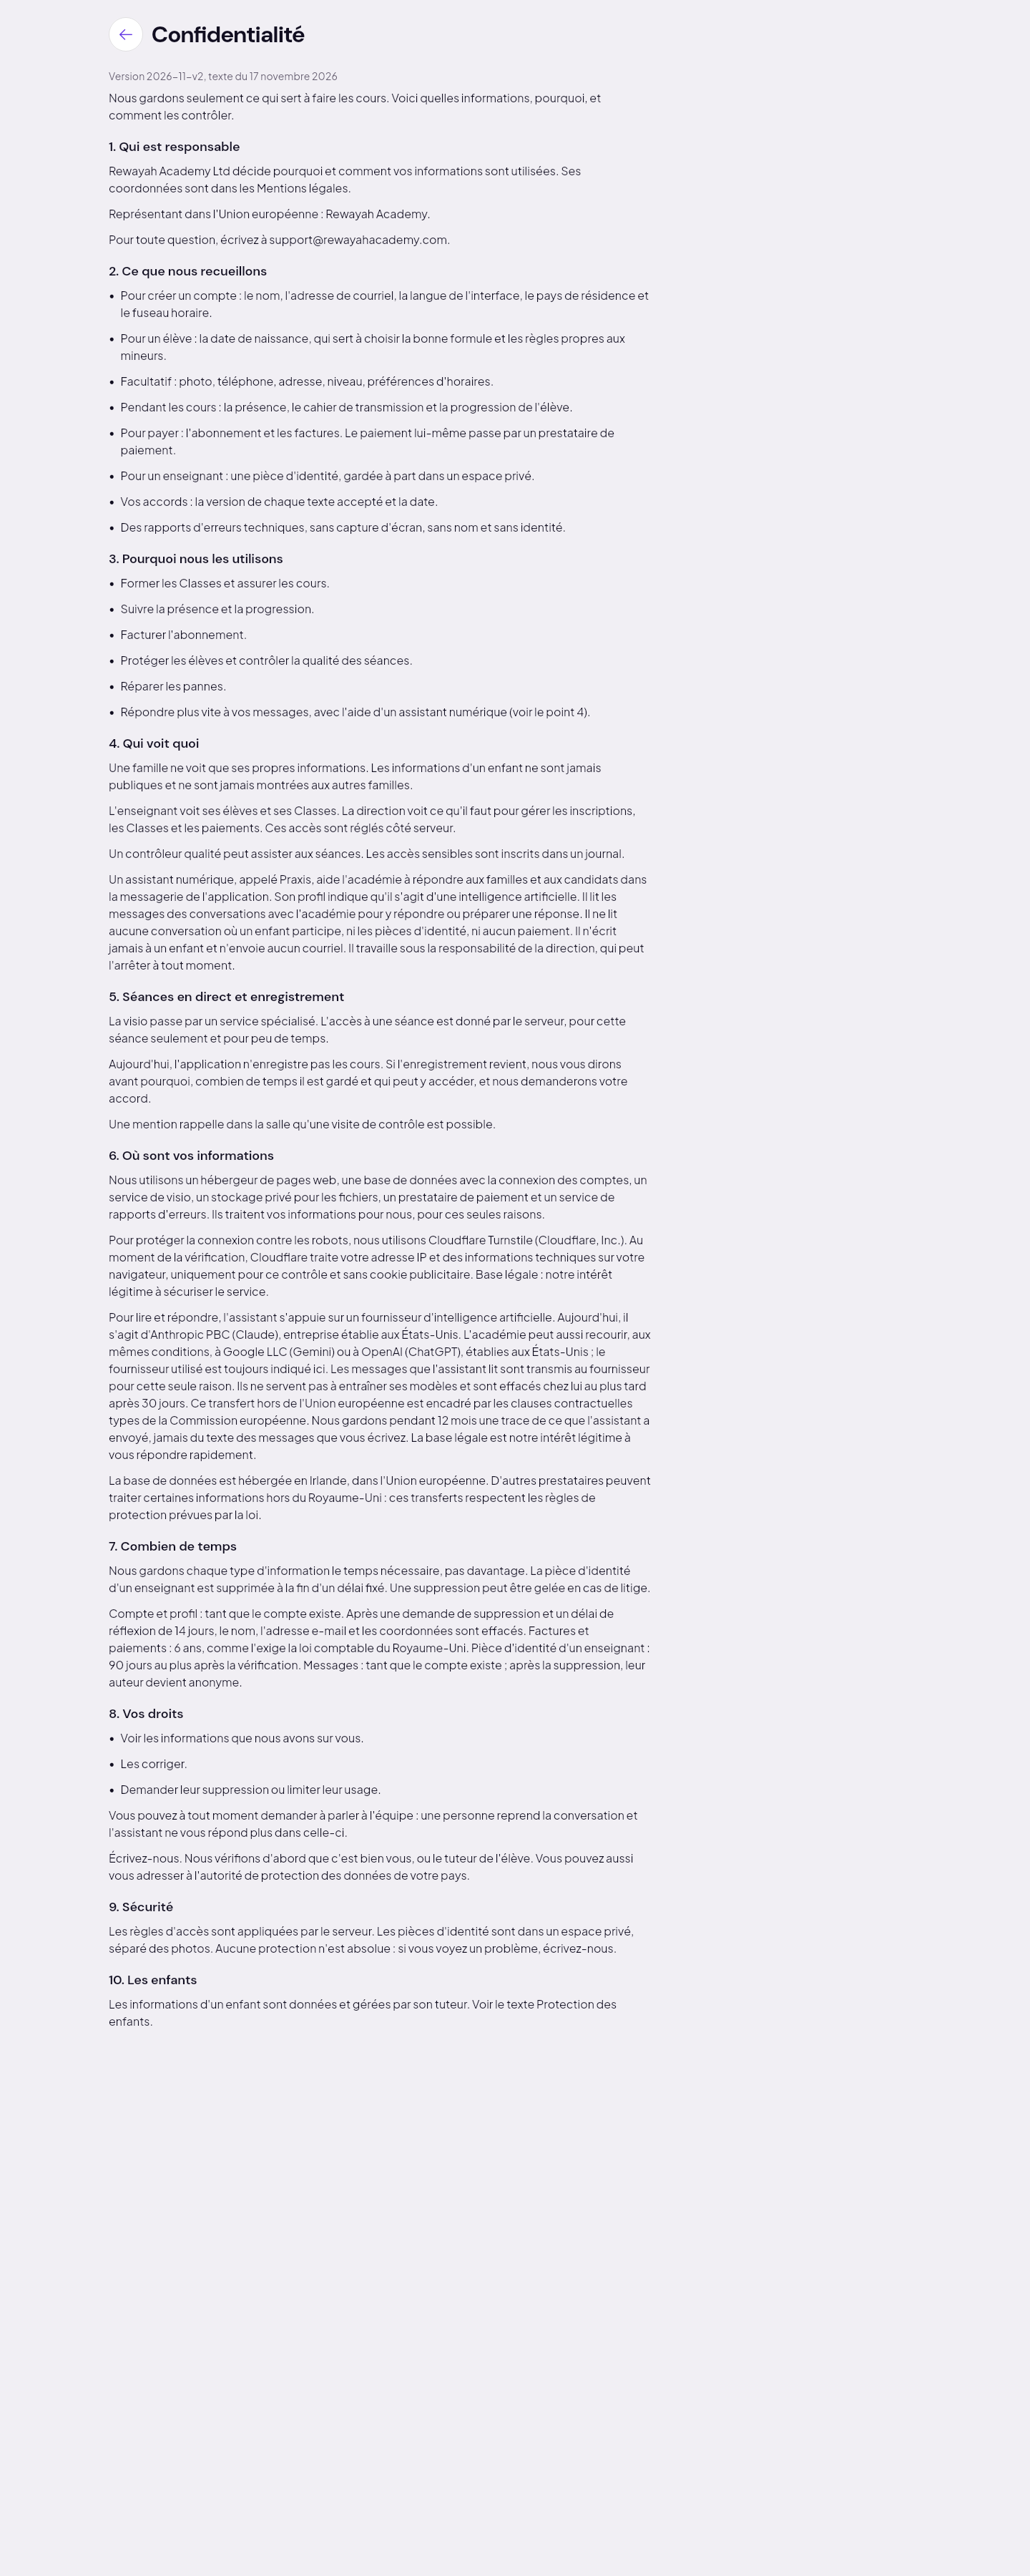 Confidentialité
Version 2026-11-v2, texte du 17 novembre 2026
Nous gardons seulement ce qui sert à faire les cours. Voici quelles informations, pourquoi, et
comment les contrôler.
1. Qui est responsable
Rewayah Academy Ltd décide pourquoi et comment vos informations sont utilisées. Ses
coordonnées sont dans les Mentions légales.
Représentant dans l'Union européenne : Rewayah Academy.
Pour toute question, écrivez à support@rewayahacademy.com.
2. Ce que nous recueillons
• Pour créer un compte : le nom, l'adresse de courriel, la langue de l'interface, le pays de résidence et
le fuseau horaire.
• Pour un élève : la date de naissance, qui sert à choisir la bonne formule et les règles propres aux
mineurs.
• Facultatif : photo, téléphone, adresse, niveau, préférences d'horaires.
• Pendant les cours : la présence, le cahier de transmission et la progression de l'élève.
• Pour payer : l'abonnement et les factures. Le paiement lui-même passe par un prestataire de
paiement.
• Pour un enseignant : une pièce d'identité, gardée à part dans un espace privé.
• Vos accords : la version de chaque texte accepté et la date.
• Des rapports d'erreurs techniques, sans capture d'écran, sans nom et sans identité.
3. Pourquoi nous les utilisons
• Former les Classes et assurer les cours.
• Suivre la présence et la progression.
• Facturer l'abonnement.
• Protéger les élèves et contrôler la qualité des séances.
• Réparer les pannes.
• Répondre plus vite à vos messages, avec l'aide d'un assistant numérique (voir le point 4).
4. Qui voit quoi
Une famille ne voit que ses propres informations. Les informations d'un enfant ne sont jamais
publiques et ne sont jamais montrées aux autres familles.
L'enseignant voit ses élèves et ses Classes. La direction voit ce qu'il faut pour gérer les inscriptions,
les Classes et les paiements. Ces accès sont réglés côté serveur.
Un contrôleur qualité peut assister aux séances. Les accès sensibles sont inscrits dans un journal.
Un assistant numérique, appelé Praxis, aide l'académie à répondre aux familles et aux candidats dans
la messagerie de l'application. Son profil indique qu'il s'agit d'une intelligence artificielle. Il lit les
messages des conversations avec l'académie pour y répondre ou préparer une réponse. Il ne lit
aucune conversation où un enfant participe, ni les pièces d'identité, ni aucun paiement. Il n'écrit
jamais à un enfant et n'envoie aucun courriel. Il travaille sous la responsabilité de la direction, qui peut
l'arrêter à tout moment.
5. Séances en direct et enregistrement
La visio passe par un service spécialisé. L'accès à une séance est donné par le serveur, pour cette
séance seulement et pour peu de temps.
Aujourd'hui, l'application n'enregistre pas les cours. Si l'enregistrement revient, nous vous dirons
avant pourquoi, combien de temps il est gardé et qui peut y accéder, et nous demanderons votre
accord.
Une mention rappelle dans la salle qu'une visite de contrôle est possible.
6. Où sont vos informations
Nous utilisons un hébergeur de pages web, une base de données avec la connexion des comptes, un
service de visio, un stockage privé pour les fichiers, un prestataire de paiement et un service de
rapports d'erreurs. Ils traitent vos informations pour nous, pour ces seules raisons.
Pour protéger la connexion contre les robots, nous utilisons Cloudflare Turnstile (Cloudflare, Inc.). Au
moment de la vérification, Cloudflare traite votre adresse IP et des informations techniques sur votre
navigateur, uniquement pour ce contrôle et sans cookie publicitaire. Base légale : notre intérêt
légitime à sécuriser le service.
Pour lire et répondre, l'assistant s'appuie sur un fournisseur d'intelligence artificielle. Aujourd'hui, il
s'agit d'Anthropic PBC (Claude), entreprise établie aux États-Unis. L'académie peut aussi recourir, aux
mêmes conditions, à Google LLC (Gemini) ou à OpenAI (ChatGPT), établies aux États-Unis ; le
fournisseur utilisé est toujours indiqué ici. Les messages que l'assistant lit sont transmis au fournisseur
pour cette seule raison. Ils ne servent pas à entraîner ses modèles et sont effacés chez lui au plus tard
après 30 jours. Ce transfert hors de l'Union européenne est encadré par les clauses contractuelles
types de la Commission européenne. Nous gardons pendant 12 mois une trace de ce que l'assistant a
envoyé, jamais du texte des messages que vous écrivez. La base légale est notre intérêt légitime à
vous répondre rapidement.
La base de données est hébergée en Irlande, dans l'Union européenne. D'autres prestataires peuvent
traiter certaines informations hors du Royaume-Uni : ces transferts respectent les règles de
protection prévues par la loi.
7. Combien de temps
Nous gardons chaque type d'information le temps nécessaire, pas davantage. La pièce d'identité
d'un enseignant est supprimée à la fin d'un délai fixé. Une suppression peut être gelée en cas de litige.
Compte et profil : tant que le compte existe. Après une demande de suppression et un délai de
réflexion de 14 jours, le nom, l'adresse e-mail et les coordonnées sont effacés. Factures et
paiements : 6 ans, comme l'exige la loi comptable du Royaume-Uni. Pièce d'identité d'un enseignant :
90 jours au plus après la vérification. Messages : tant que le compte existe ; après la suppression, leur
auteur devient anonyme.
8. Vos droits
• Voir les informations que nous avons sur vous.
• Les corriger.
• Demander leur suppression ou limiter leur usage.
Vous pouvez à tout moment demander à parler à l'équipe : une personne reprend la conversation et
l'assistant ne vous répond plus dans celle-ci.
Écrivez-nous. Nous vérifions d'abord que c'est bien vous, ou le tuteur de l'élève. Vous pouvez aussi
vous adresser à l'autorité de protection des données de votre pays.
9. Sécurité
Les règles d'accès sont appliquées par le serveur. Les pièces d'identité sont dans un espace privé,
séparé des photos. Aucune protection n'est absolue : si vous voyez un problème, écrivez-nous.
10. Les enfants
Les informations d'un enfant sont données et gérées par son tuteur. Voir le texte Protection des
enfants.